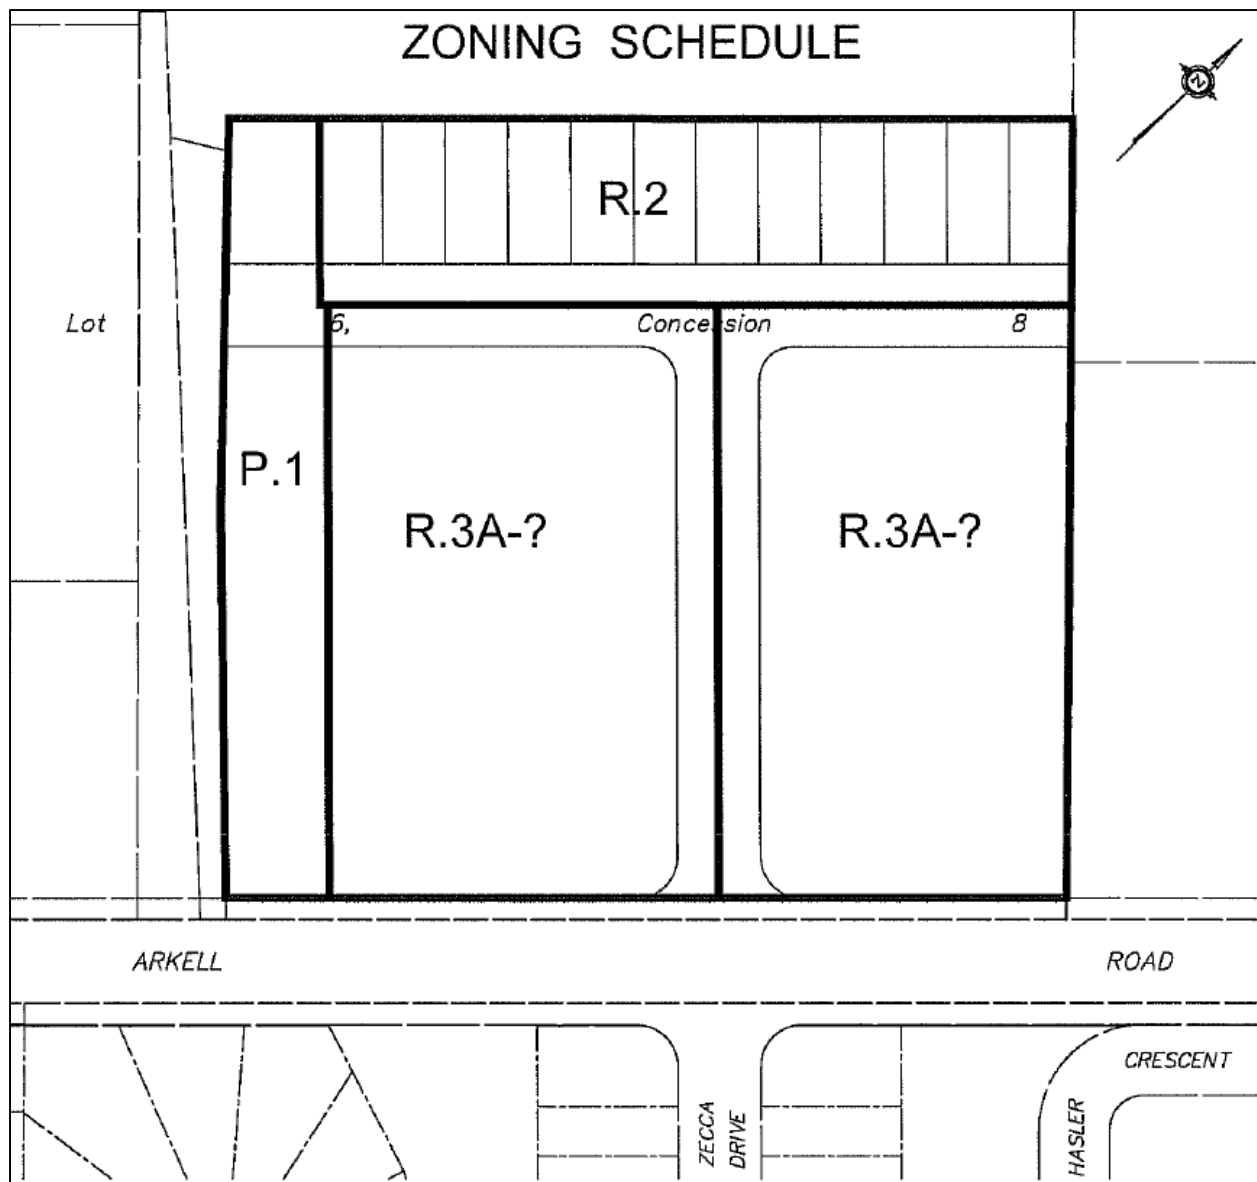 ZONING SCHEDULE
N
R.2
Lot 6, Concession 8
P.1
R.3A-? R.3A-?
ARKELL ROAD
CRESCENT
ZECCA
DRIVE
HASLER